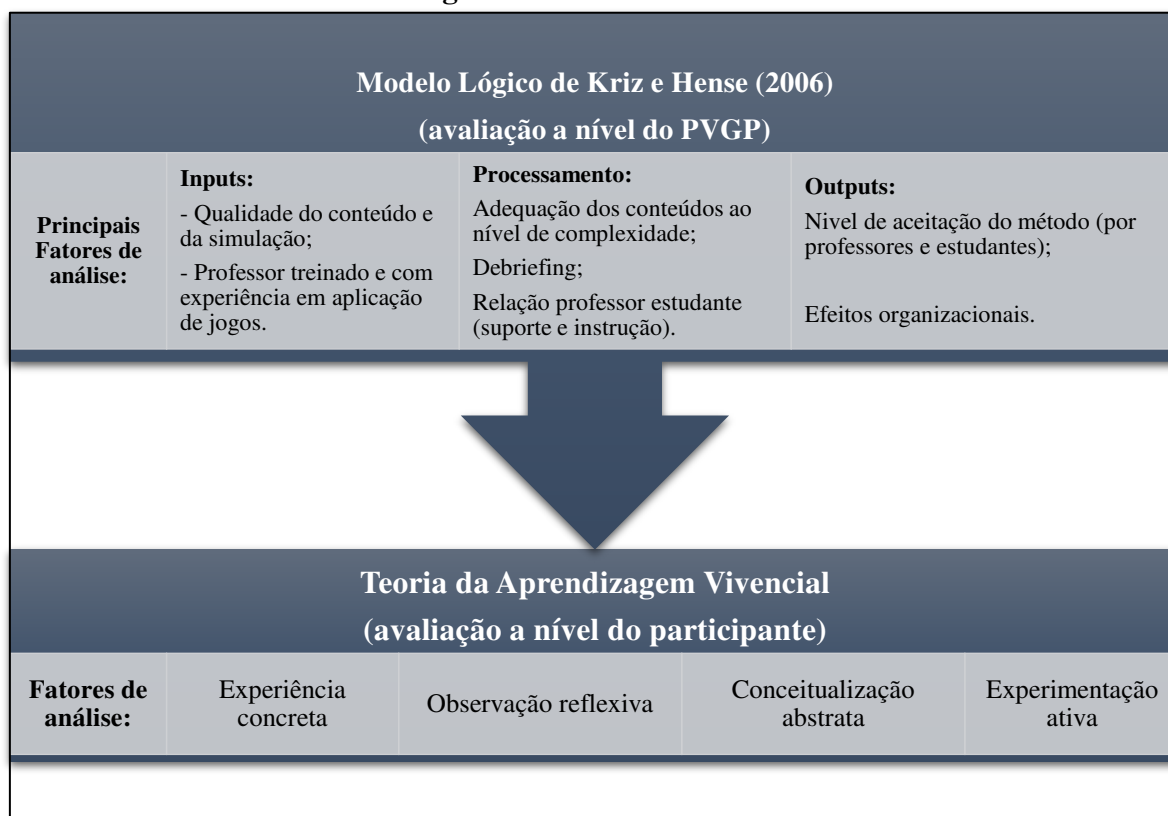 Modelo Lógico de Kriz e Hense (2006)
(avaliação a nível do PVGP)
Principais
Fatores de
análise:
Inputs:
- Qualidade do conteúdo e
da simulação;
- Professor treinado e com
experiência em aplicação
de jogos.
Processamento:
Adequação dos conteúdos ao
nível de complexidade;
Debriefing;
Relação professor estudante
(suporte e instrução).
Outputs:
Nivel de aceitação do método (por
professores e estudantes);
Efeitos organizacionais.
Teoria da Aprendizagem Vivencial
(avaliação a nível do participante)
Fatores de
análise:
Experiência
concreta
Observação reflexiva
Conceitualização
abstrata
Experimentação
ativa